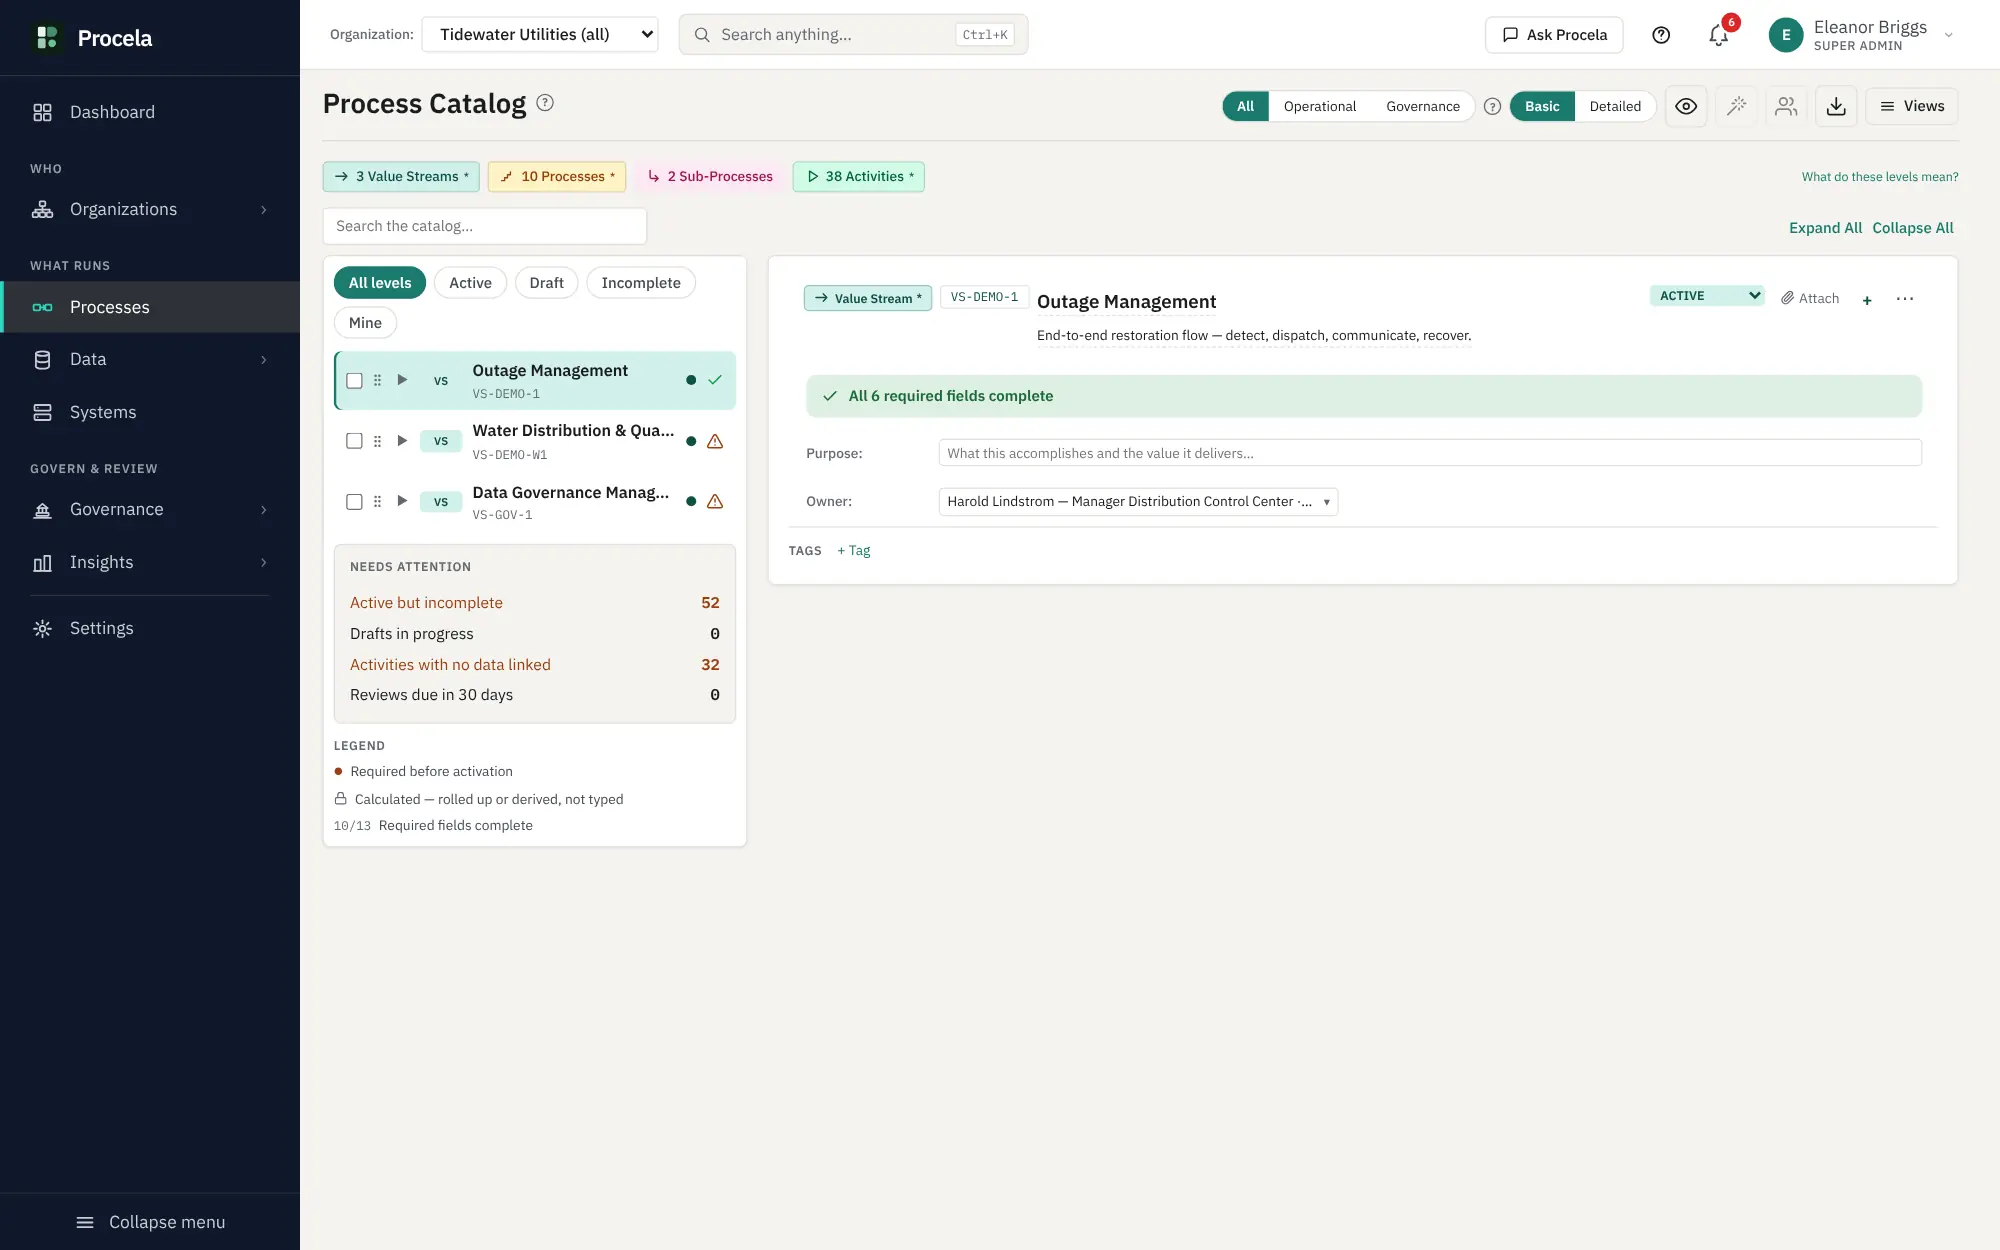 Procela
Organization: Tidewater Utilities (all)
Search anything... Ctrl+K
Ask Procela
6
E
Eleanor Briggs
SUPER ADMIN
Dashboard
WHO
Organizations
WHAT RUNS
Processes
Data
Systems
GOVERN & REVIEW
Governance
Insights
Settings
Collapse menu
Process Catalog ?
All Operational Governance ? Basic Detailed Views
3 Value Streams * 10 Processes * 2 Sub-Processes 38 Activities *
What do these levels mean?
Search the catalog...
Expand All Collapse All
All levels Active Draft Incomplete
Mine
VS Outage Management
VS-DEMO-1
VS Water Distribution & Qua...
VS-DEMO-W1
VS Data Governance Manag...
VS-GOV-1
NEEDS ATTENTION
Active but incomplete 52
Drafts in progress 0
Activities with no data linked 32
Reviews due in 30 days 0
LEGEND
Required before activation
Calculated — rolled up or derived, not typed
10/13 Required fields complete
Value Stream * VS-DEMO-1 Outage Management ACTIVE Attach + ...
End-to-end restoration flow — detect, dispatch, communicate, recover.
All 6 required fields complete
Purpose: What this accomplishes and the value it delivers...
Owner: Harold Lindstrom — Manager Distribution Control Center ·...
TAGS + Tag